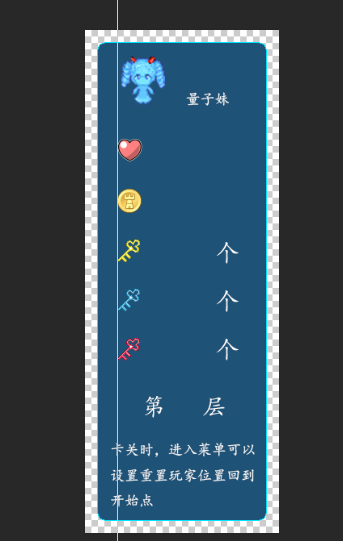 量子妹
个
个
个
第 层
卡关时，进入菜单可以
设置重置玩家位置回到
开始点